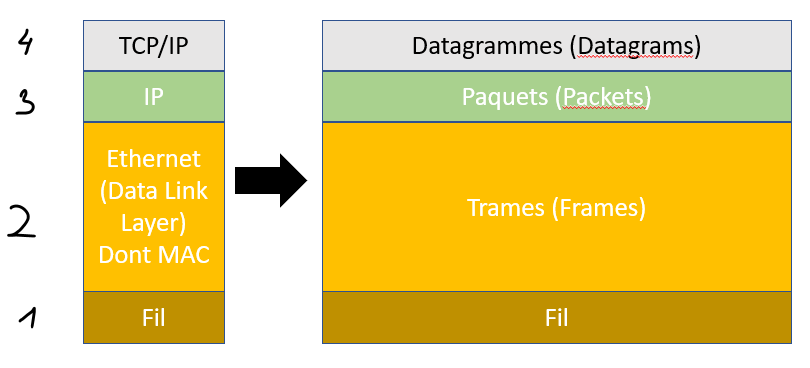 4
TCP/IP
Datagrammes (Datagrams)
3
IP
Paquets (Packets)
2
Ethernet
(Data Link
Layer)
Dont MAC
Trames (Frames)
1
Fil
Fil